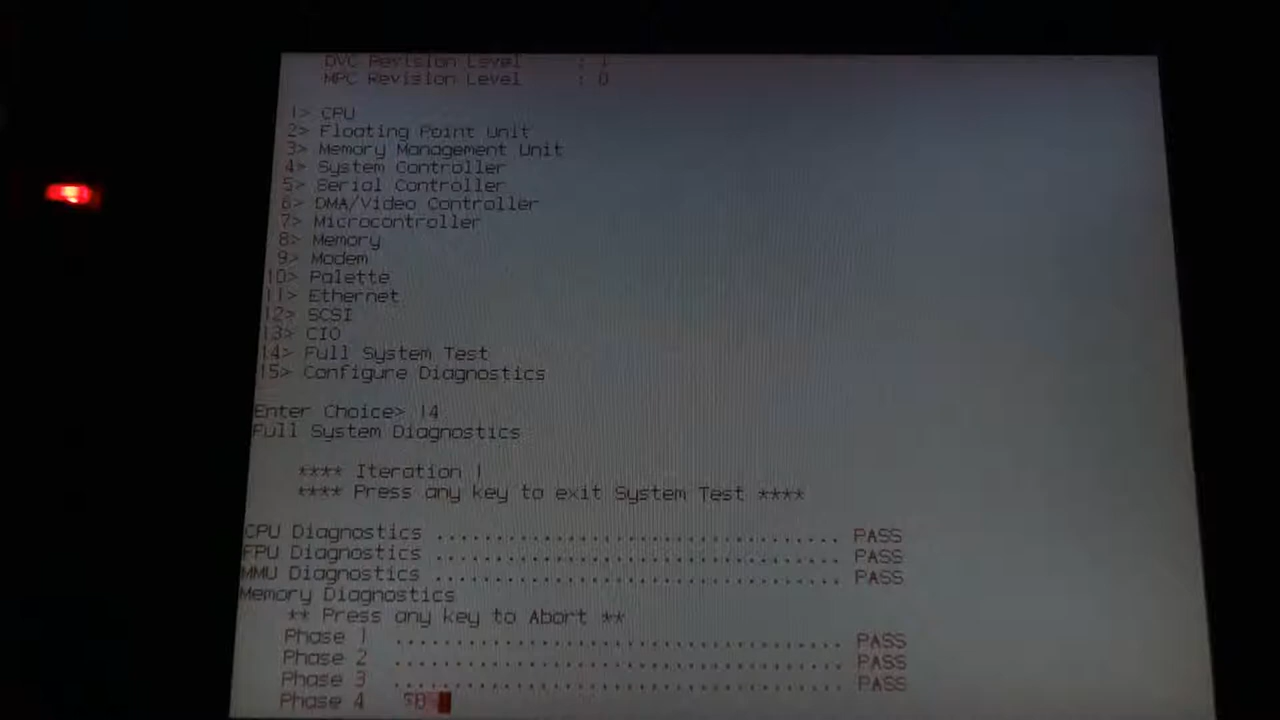 DVC Revision Level : 1
MPC Revision Level : 0
1> CPU
2> Floating Point Unit
3> Memory Management Unit
4> System Controller
5> Serial Controller
6> DMA/Video Controller
7> Microcontroller
8> Memory
9> Modem
10> Palette
11> Ethernet
12> SCSI
13> CIO
14> Full System Test
15> Configure Diagnostics
Enter Choice> 14
Full System Diagnostics
**** Iteration 1
**** Press any key to exit System Test ****
CPU Diagnostics .................................. PASS
FPU Diagnostics .................................. PASS
MMU Diagnostics .................................. PASS
Memory Diagnostics
** Press any key to Abort **
Phase 1 ..................................... PASS
Phase 2 ..................................... PASS
Phase 3 ..................................... PASS
Phase 4